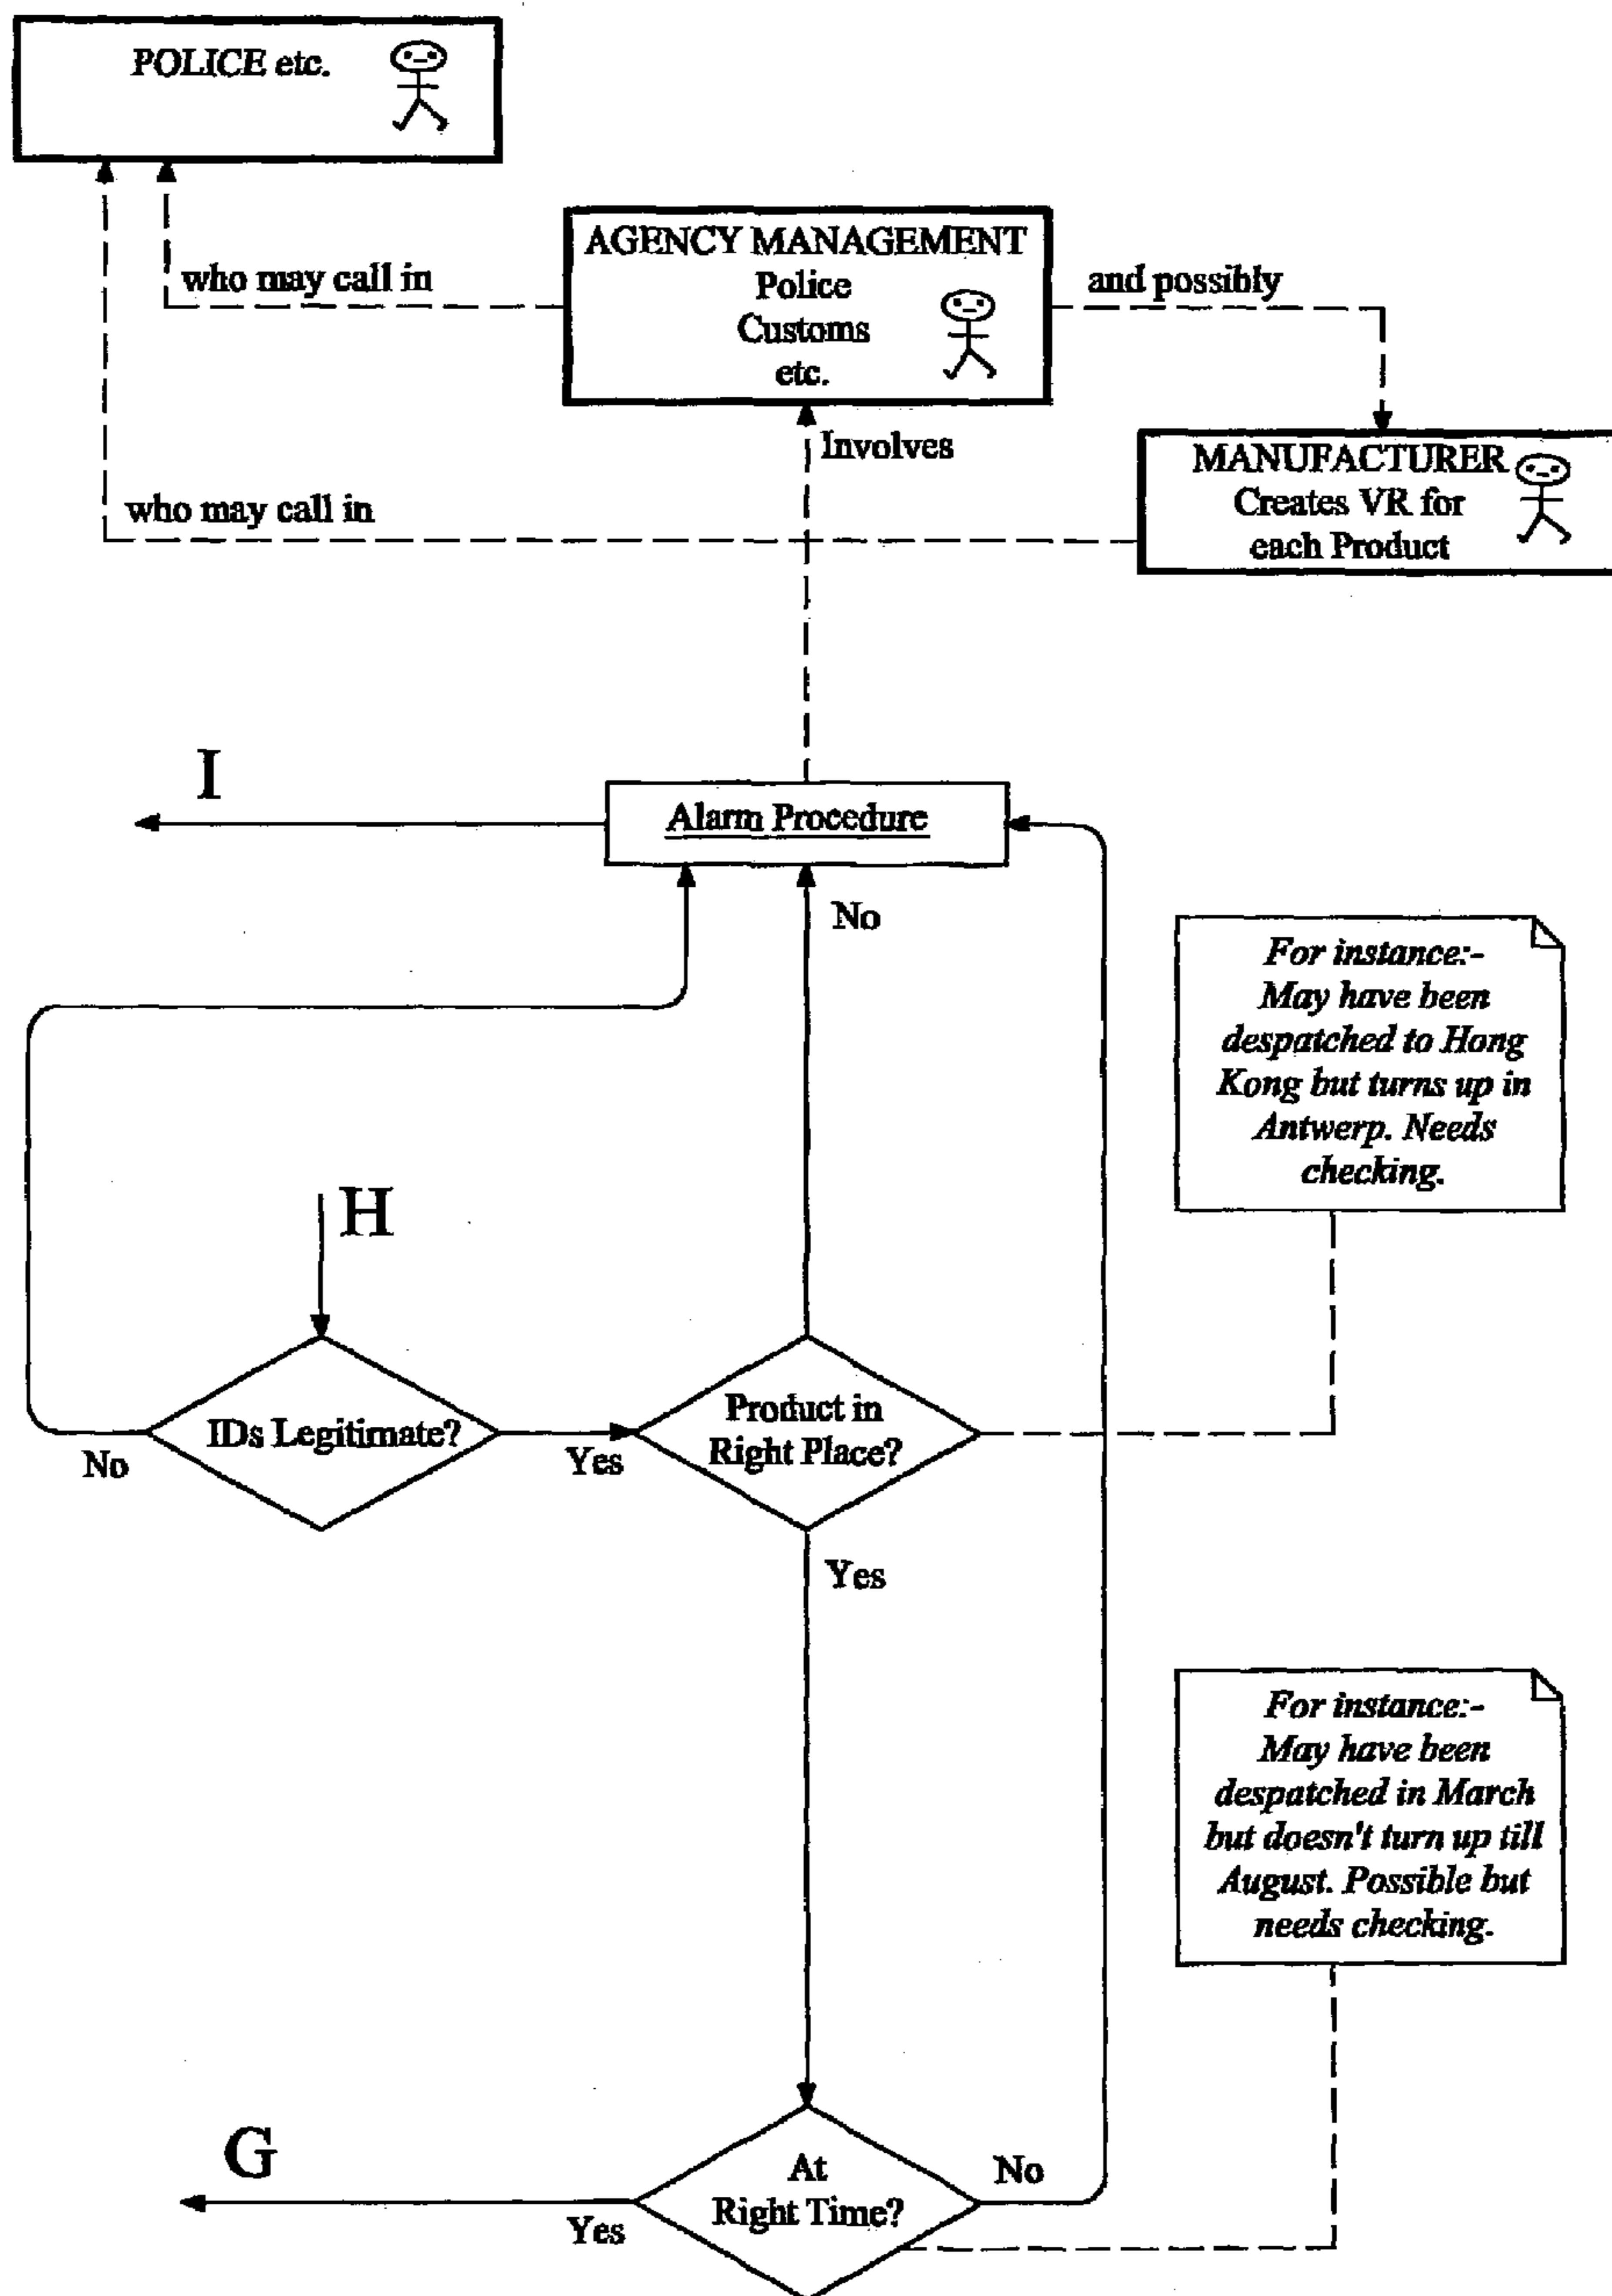 POLICE etc.
AGENCY MANAGEMENT
Police
Customs
etc.
who may call in
and possibly
Involves
MANUFACTURER
Creates VR for
each Product
who may call in
I
Alarm Procedure
No
For instance:-
May have been
despatched to Hong
Kong but turns up in
Antwerp. Needs
checking.
H
IDs Legitimate?
No
Yes
Product in
Right Place?
Yes
For instance:-
May have been
despatched in March
but doesn't turn up till
August. Possible but
needs checking.
G
At
Right Time?
No
Yes